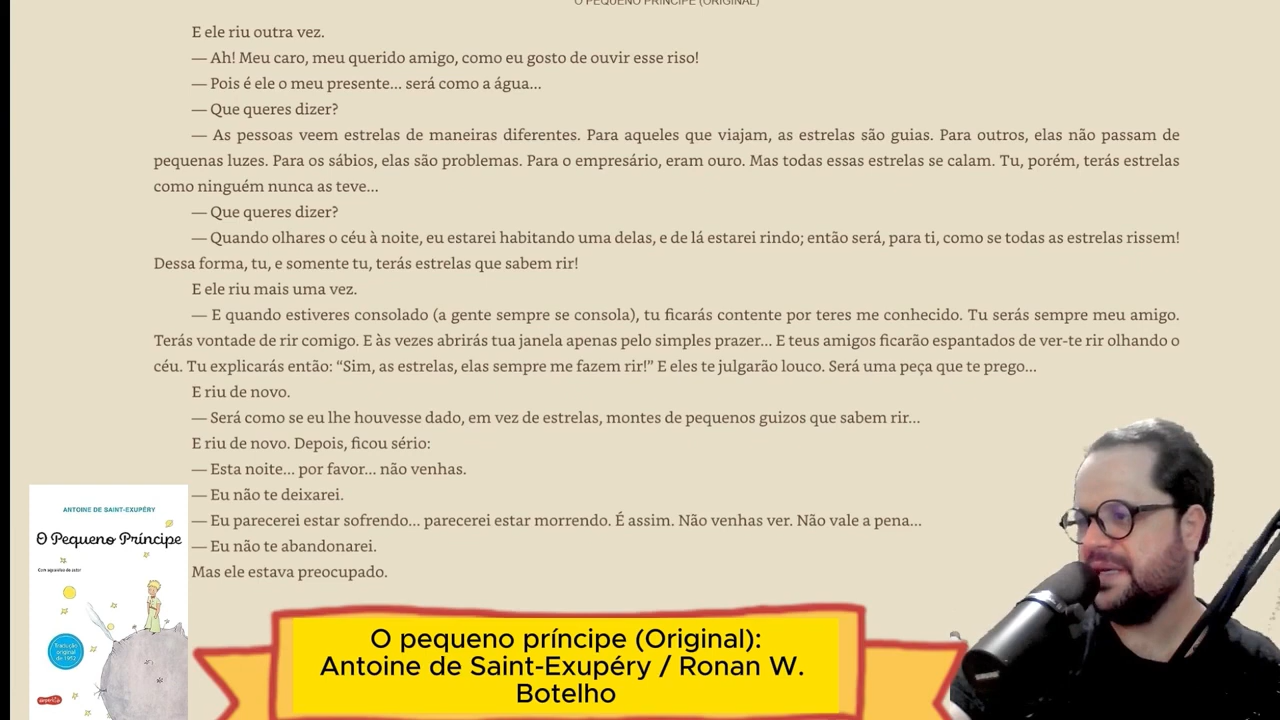 O PEQUENO PRÍNCIPE (ORIGINAL)
E ele riu outra vez.
— Ah! Meu caro, meu querido amigo, como eu gosto de ouvir esse riso!
— Pois é ele o meu presente... será como a água...
— Que queres dizer?
— As pessoas veem estrelas de maneiras diferentes. Para aqueles que viajam, as estrelas são guias. Para outros, elas não passam de
pequenas luzes. Para os sábios, elas são problemas. Para o empresário, eram ouro. Mas todas essas estrelas se calam. Tu, porém, terás estrelas
como ninguém nunca as teve...
— Que queres dizer?
— Quando olhares o céu à noite, eu estarei habitando uma delas, e de lá estarei rindo; então será, para ti, como se todas as estrelas rissem!
Dessa forma, tu, e somente tu, terás estrelas que sabem rir!
E ele riu mais uma vez.
— E quando estiveres consolado (a gente sempre se consola), tu ficarás contente por teres me conhecido. Tu serás sempre meu amigo.
Terás vontade de rir comigo. E às vezes abrirás tua janela apenas pelo simples prazer... E teus amigos ficarão espantados de ver-te rir olhando o
céu. Tu explicarás então: “Sim, as estrelas, elas sempre me fazem rir!” E eles te julgarão louco. Será uma peça que te prego...
E riu de novo.
— Será como se eu lhe houvesse dado, em vez de estrelas, montes de pequenos guizos que sabem rir...
E riu de novo. Depois, ficou sério:
— Esta noite... por favor... não venhas.
— Eu não te deixarei.
— Eu parecerei estar sofrendo... parecerei estar morrendo. É assim. Não venhas ver. Não vale a pena...
— Eu não te abandonarei.
Mas ele estava preocupado.
ANTOINE DE SAINT-EXUPÉRY
O Pequeno Príncipe
Com aquarelas do autor
Tradução
original
de 1952
O pequeno príncipe (Original):
Antoine de Saint-Exupéry / Ronan W.
Botelho